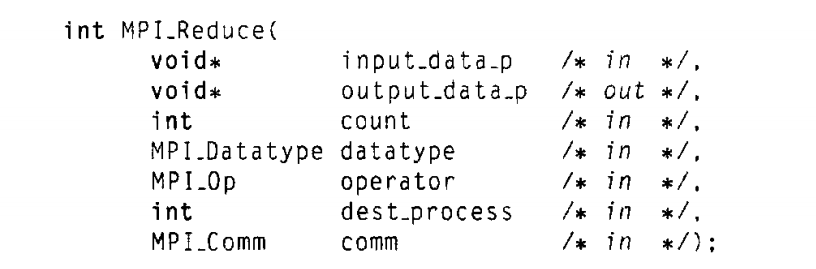 int MPI_Reduce(
void* input_data_p /* in */,
void* output_data_p /* out */,
int count /* in */,
MPI_Datatype datatype /* in */,
MPI_Op operator /* in */,
int dest_process /* in */,
MPI_Comm comm /* in */);